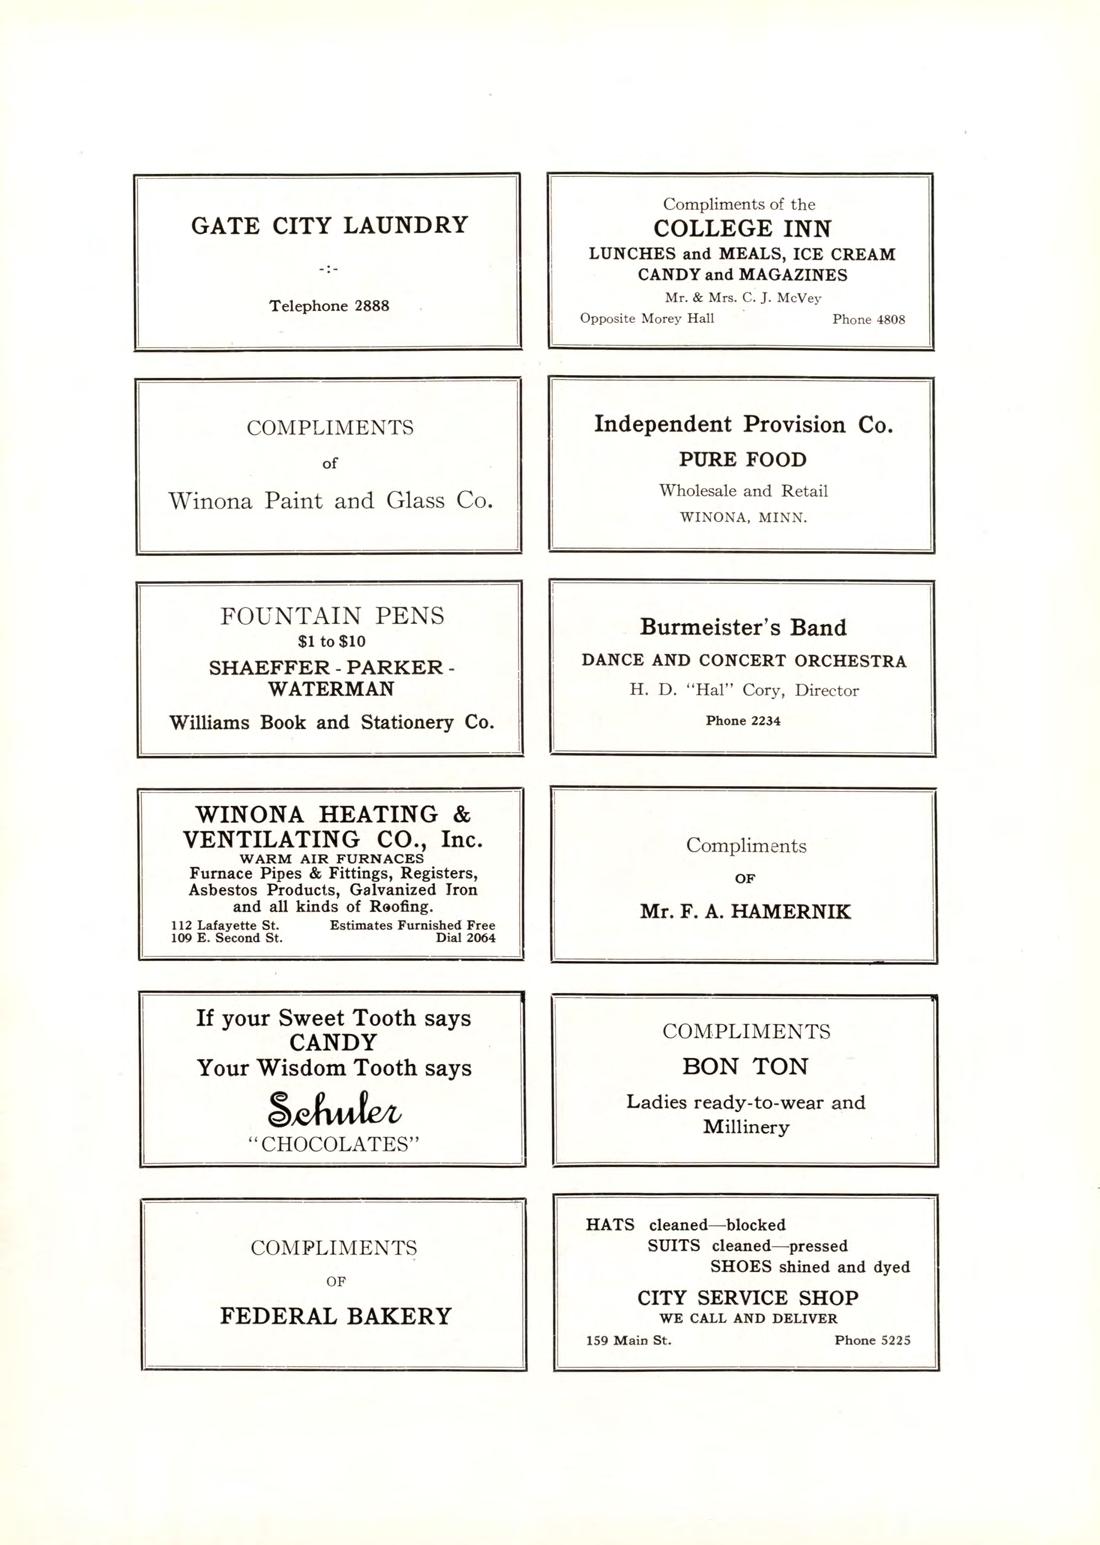 GATE CITY LAUNDRY
-:-
Telephone 2888
Compliments of the
COLLEGE INN
LUNCHES and MEALS, ICE CREAM
CANDY and MAGAZINES
Mr. & Mrs. C. J. McVey
Opposite Morey Hall Phone 4808
COMPLIMENTS
of
Winona Paint and Glass Co.
Independent Provision Co.
PURE FOOD
Wholesale and Retail
WINONA, MINN.
FOUNTAIN PENS
$1 to $10
SHAEFFER - PARKER -
WATERMAN
Williams Book and Stationery Co.
Burmeister's Band
DANCE AND CONCERT ORCHESTRA
H. D. "Hal" Cory, Director
Phone 2234
WINONA HEATING &
VENTILATING CO., Inc.
WARM AIR FURNACES
Furnace Pipes & Fittings, Registers,
Asbestos Products, Galvanized Iron
and all kinds of Roofing.
112 Lafayette St. Estimates Furnished Free
109 E. Second St. Dial 2064
Compliments
OF
Mr. F. A. HAMERNIK
If your Sweet Tooth says
CANDY
Your Wisdom Tooth says
Schuler
"CHOCOLATES"
COMPLIMENTS
BON TON
Ladies ready-to-wear and
Millinery
COMPLIMENTS
OF
FEDERAL BAKERY
HATS cleaned—blocked
SUITS cleaned—pressed
SHOES shined and dyed
CITY SERVICE SHOP
WE CALL AND DELIVER
159 Main St. Phone 5225